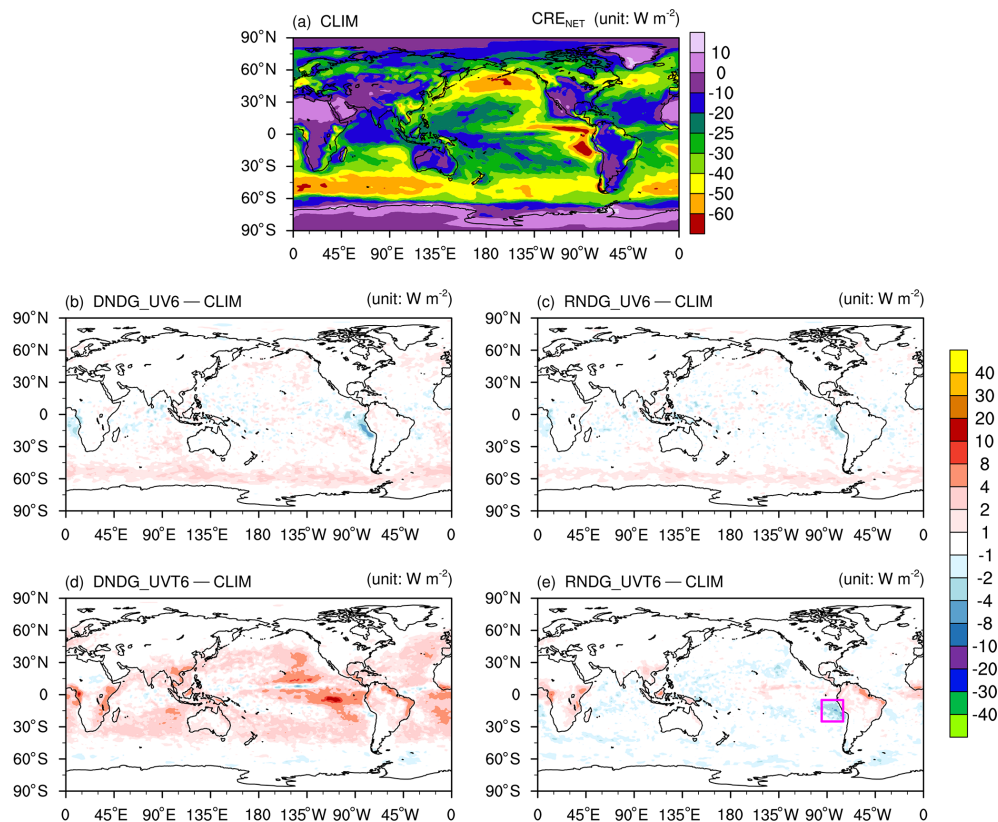 (a) CLIM CRE_NET (unit: W m⁻²)
90°N
60°N
30°N
0
30°S
60°S
90°S
0 45°E 90°E 135°E 180 135°W 90°W 45°W 0
10
0
-10
-20
-25
-30
-40
-50
-60
(b) DNDG_UV6 — CLIM (unit: W m⁻²)
90°N
60°N
30°N
0
30°S
60°S
90°S
0 45°E 90°E 135°E 180 135°W 90°W 45°W 0
(c) RNDG_UV6 — CLIM (unit: W m⁻²)
90°N
60°N
30°N
0
30°S
60°S
90°S
0 45°E 90°E 135°E 180 135°W 90°W 45°W 0
(d) DNDG_UVT6 — CLIM (unit: W m⁻²)
90°N
60°N
30°N
0
30°S
60°S
90°S
0 45°E 90°E 135°E 180 135°W 90°W 45°W 0
(e) RNDG_UVT6 — CLIM (unit: W m⁻²)
90°N
60°N
30°N
0
30°S
60°S
90°S
0 45°E 90°E 135°E 180 135°W 90°W 45°W 0
40
30
20
10
8
4
2
1
-1
-2
-4
-8
-10
-20
-30
-40